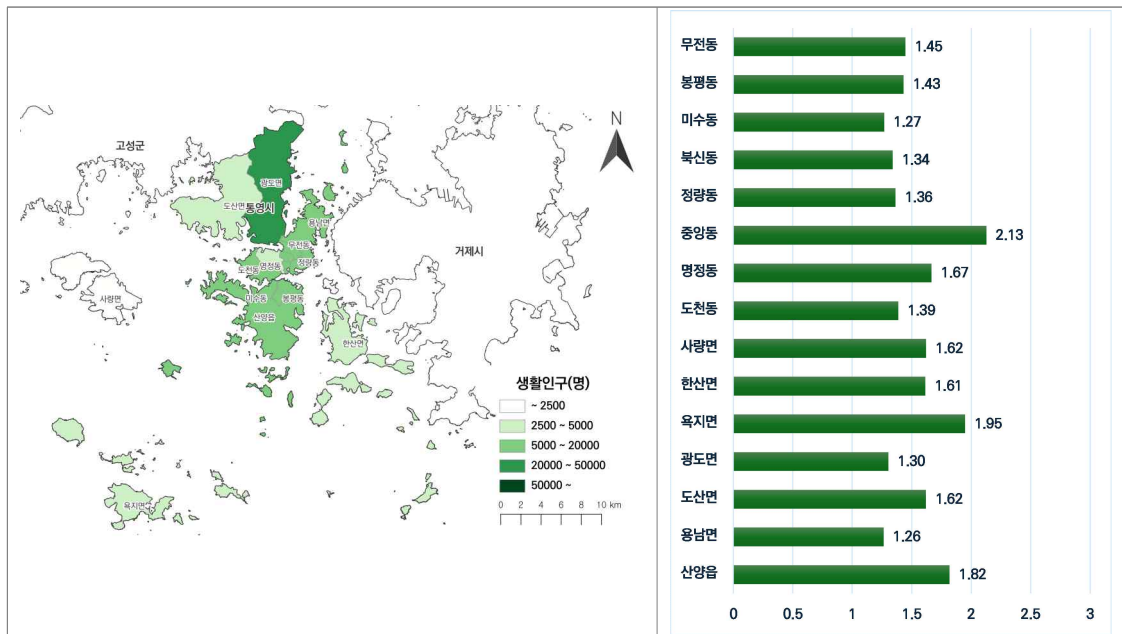 N
고성군
광도면
도산면
통영시
용남면
무전동
거제시
도천동
명정동
정량동
사량면
미수동
봉평동
산양읍
한산면
욕지면
생활인구(명)
~ 2500
2500 ~ 5000
5000 ~ 20000
20000 ~ 50000
50000 ~
0 2 4 6 8 10 km
무전동 1.45
봉평동 1.43
미수동 1.27
북신동 1.34
정량동 1.36
중앙동 2.13
명정동 1.67
도천동 1.39
사량면 1.62
한산면 1.61
욕지면 1.95
광도면 1.30
도산면 1.62
용남면 1.26
산양읍 1.82
0 0.5 1 1.5 2 2.5 3